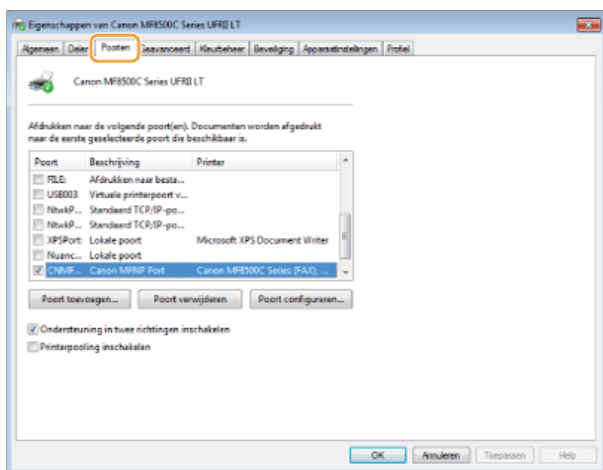 Eigenschappen van Canon MF8500C Series UFRII LT
Algemeen Delen Poorten Geavanceerd Kleurbeheer Beveiliging Apparaatinstellingen Profiel
Canon MF8500C Series UFRII LT
Afdrukken naar de volgende poort(en). Documenten worden afgedrukt
naar de eerste geselecteerde poort die beschikbaar is.
Poort Beschrijving Printer
FILE: Afdrukken naar besta...
USB003 Virtuele printerpoort v...
NtwkP... Standaard TCP/IP-po...
NtwkP... Standaard TCP/IP-po...
XPSPort: Lokale poort Microsoft XPS Document Writer
Nuanc... Lokale poort
CNMF... Canon MFNP Port Canon MF8500C Series (FAX), ...
Poort toevoegen... Poort verwijderen Poort configureren...
Ondersteuning in twee richtingen inschakelen
Printerpooling inschakelen
OK Annuleren Toepassen Help